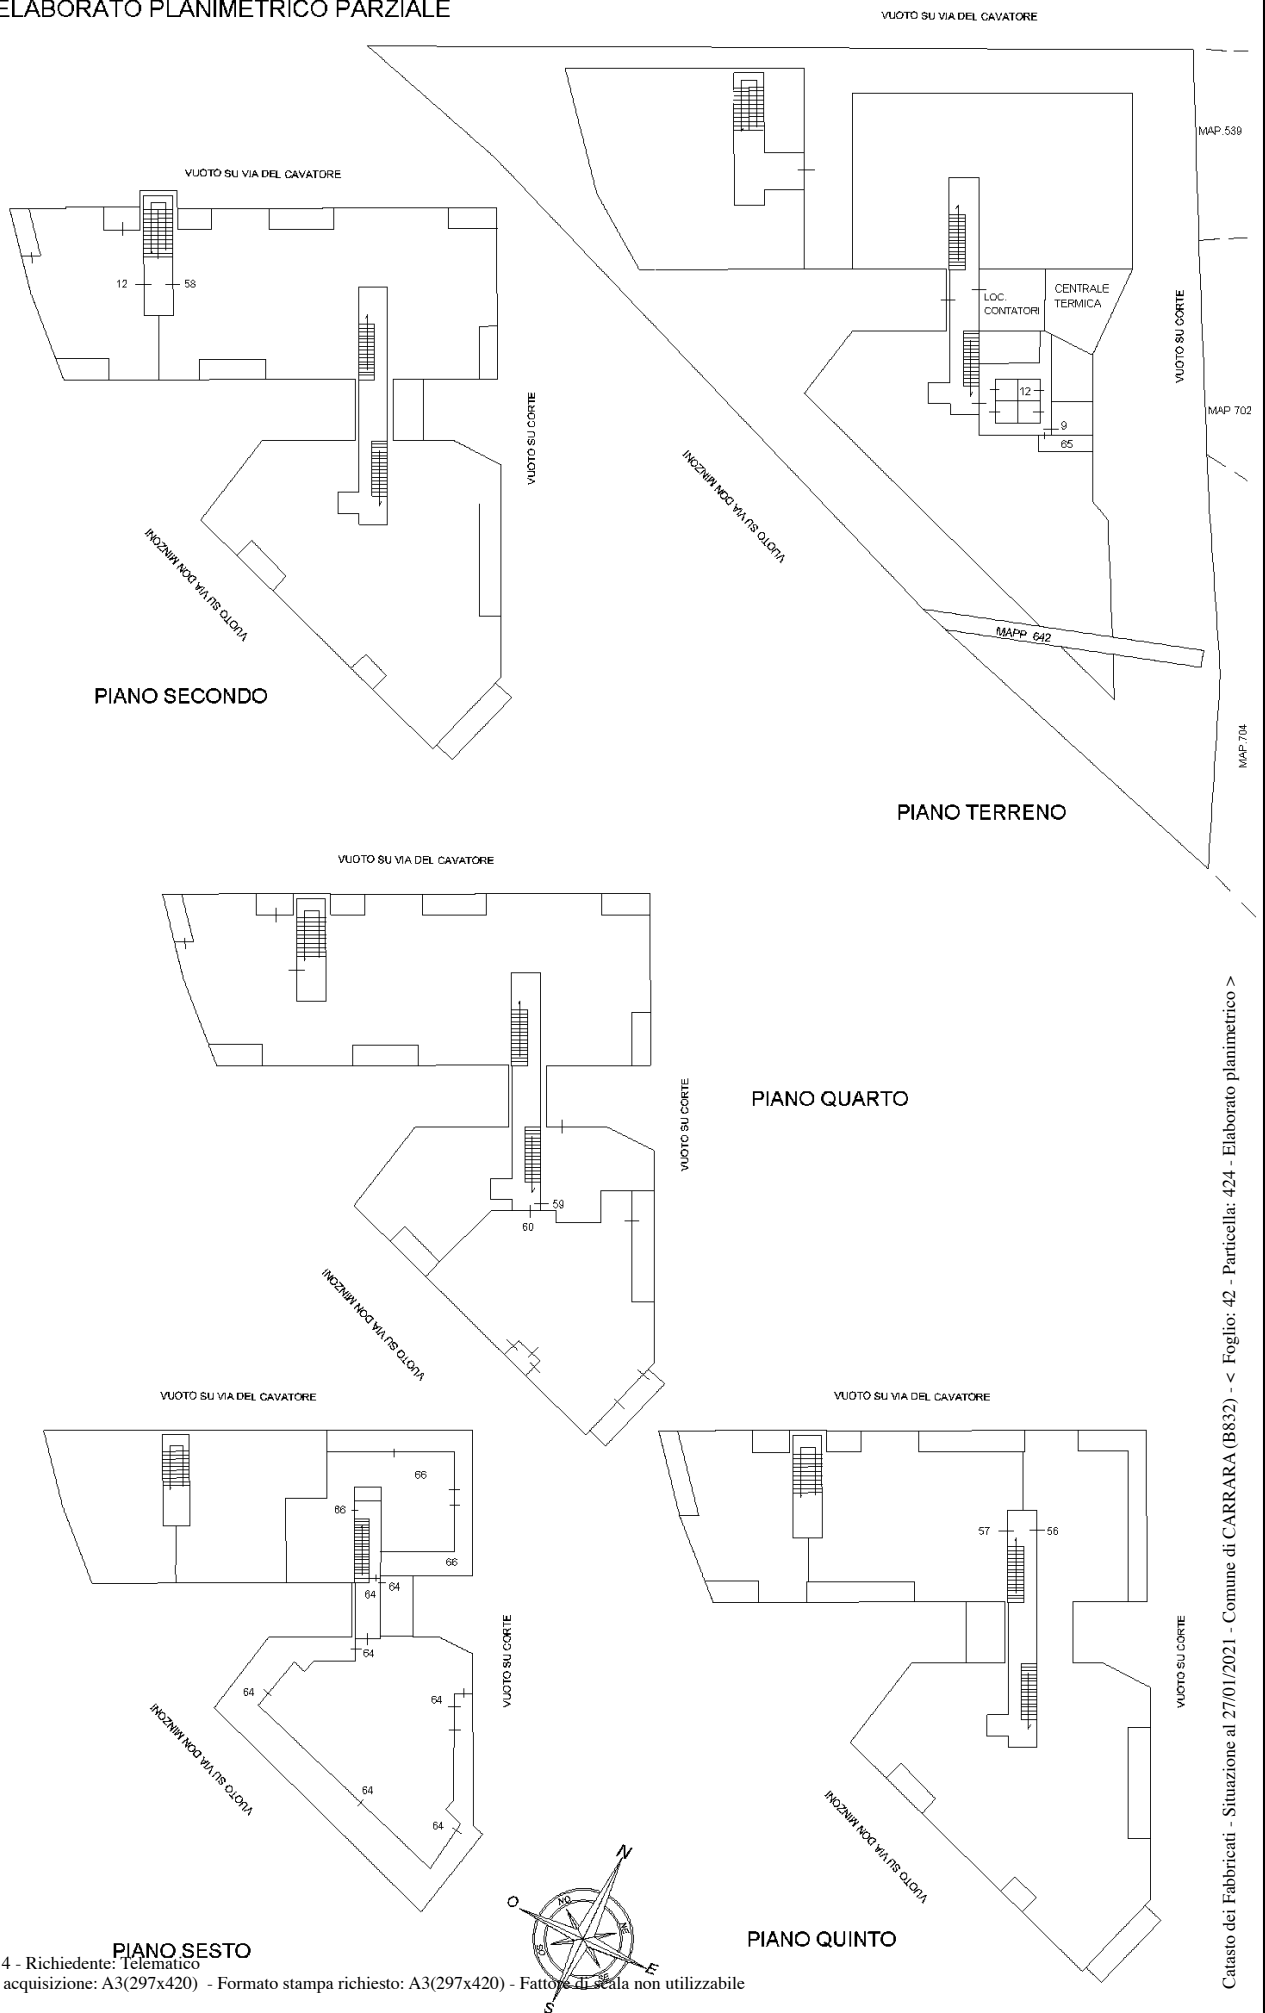 ELABORATO PLANIMETRICO PARZIALE
VUOTO SU VIA DEL CAVATORE
MAP.539
LOC.
CONTATORI
CENTRALE
TERMICA
VUOTO SU CORTE
12
9
65
MAP 702
VUOTO SU VIA DON MINZONI
MAPP. 642
MAP.704
PIANO TERRENO
VUOTO SU VIA DEL CAVATORE
12
58
VUOTO SU CORTE
VUOTO SU VIA DON MINZONI
PIANO SECONDO
VUOTO SU VIA DEL CAVATORE
VUOTO SU CORTE
PIANO QUARTO
59
60
VUOTO SU VIA DON MINZONI
VUOTO SU VIA DEL CAVATORE
66
66
66
64
64
64
64
64
64
64
VUOTO SU CORTE
VUOTO SU VIA DON MINZONI
PIANO SESTO
VUOTO SU VIA DEL CAVATORE
57
56
VUOTO SU CORTE
VUOTO SU VIA DON MINZONI
PIANO QUINTO
N
NO
NE
O
E
SO
SE
S
4 - Richiedente: Telematico
acquisizione: A3(297x420) - Formato stampa richiesto: A3(297x420) - Fattore di scala non utilizzabile
Catasto dei Fabbricati - Situazione al 27/01/2021 - Comune di CARRARA (B832) - < Foglio: 42 - Particella: 424 - Elaborato planimetrico >